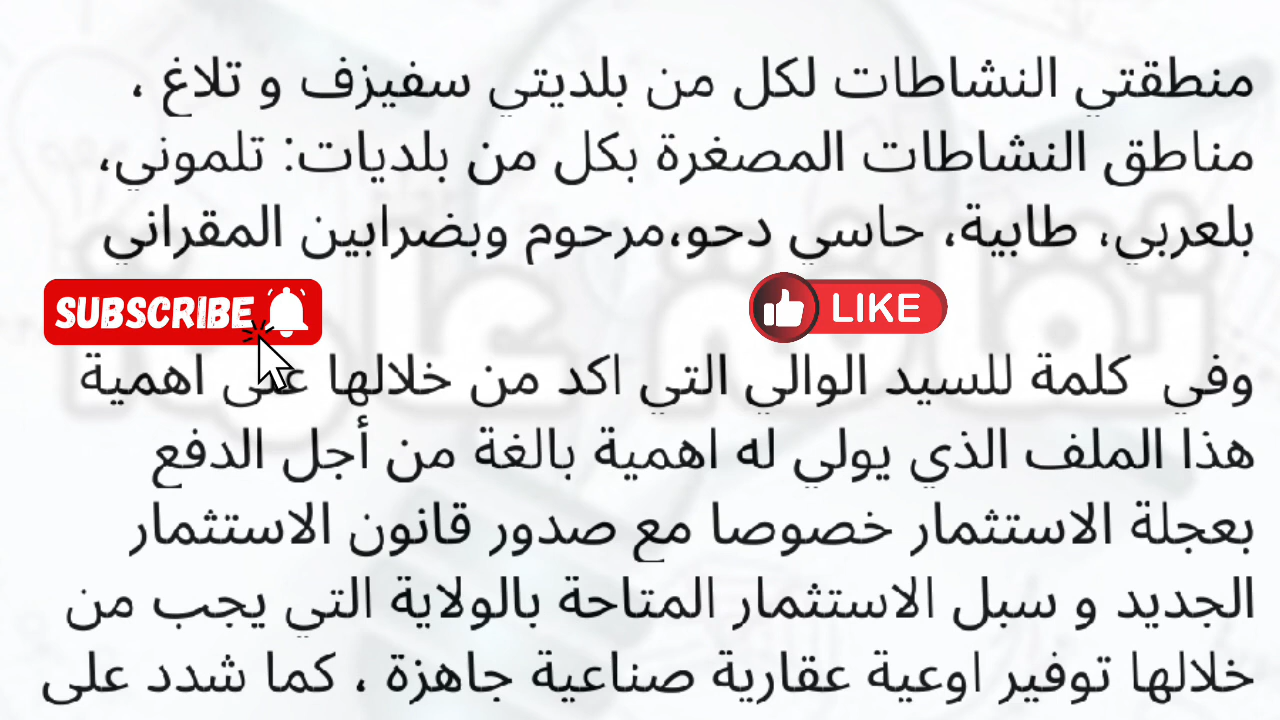 منطقتي النشاطات لكل من بلديتي سفيزف و تلاغ ،
مناطق النشاطات المصغرة بكل من بلديات: تلموني،
بلعربي، طابية، حاسي دحو،مرحوم وبضرابين المقراني
SUBSCRIBE
LIKE
وفي كلمة للسيد الوالي التي اكد من خلالها على اهمية
هذا الملف الذي يولي له اهمية بالغة من أجل الدفع
بعجلة الاستثمار خصوصا مع صدور قانون الاستثمار
الجديد و سبل الاستثمار المتاحة بالولاية التي يجب من
خلالها توفير اوعية عقارية صناعية جاهزة ، كما شدد على